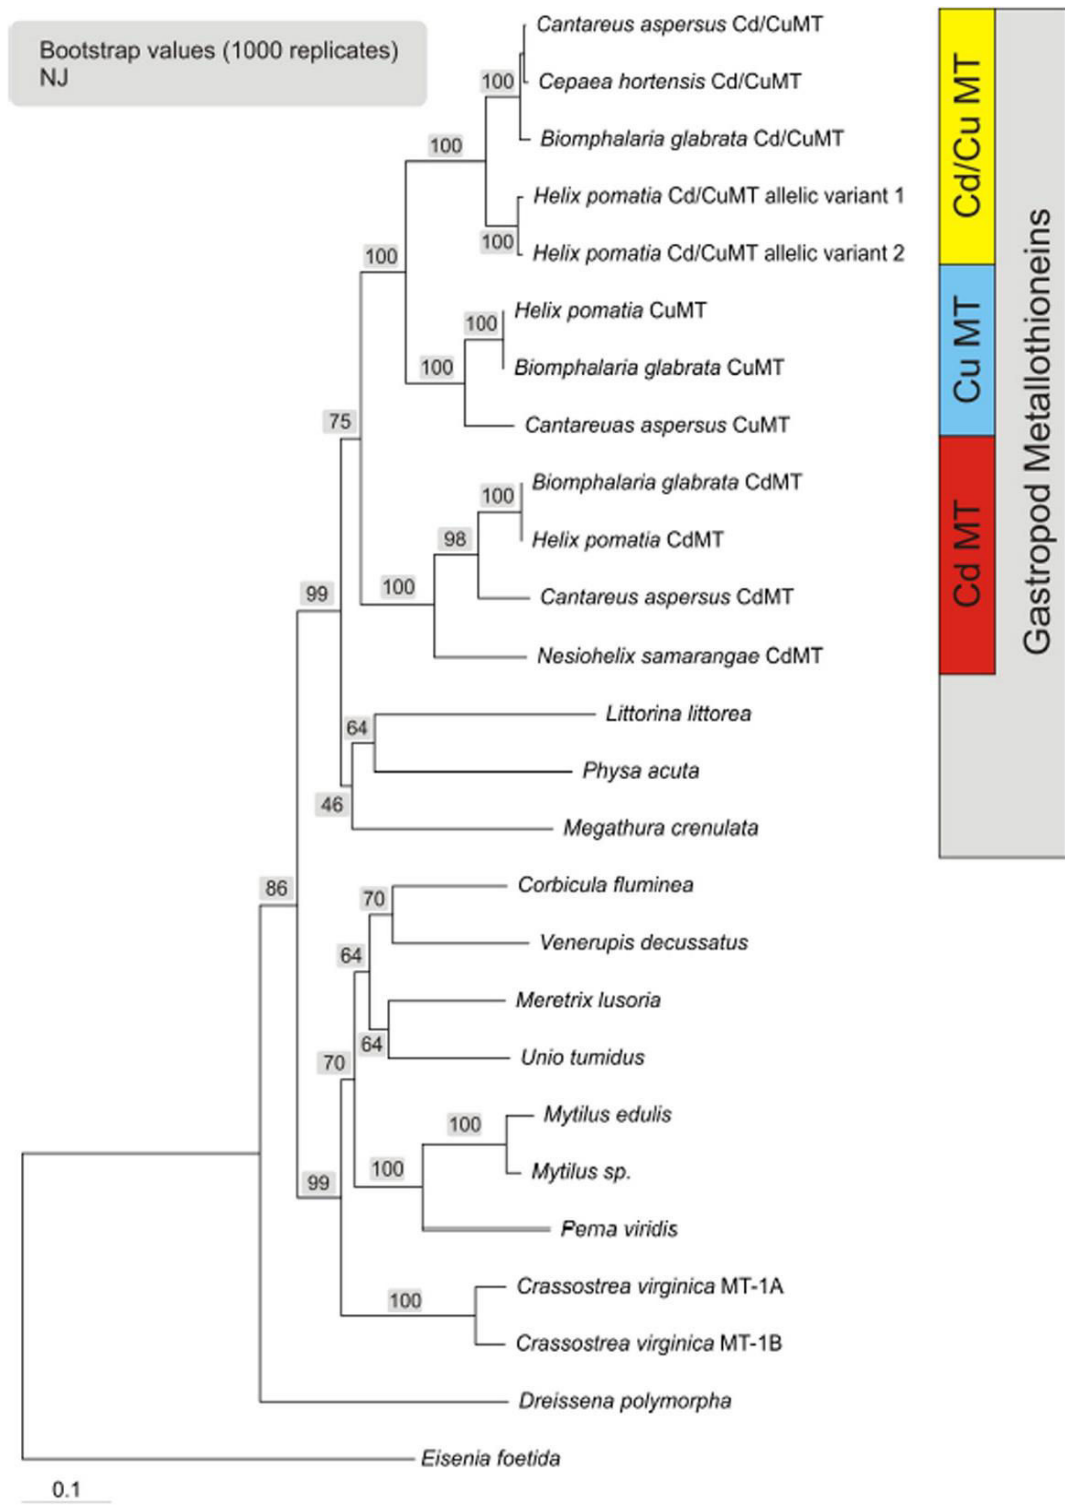 Bootstrap values (1000 replicates)
NJ
Cantareus aspersus Cd/CuMT
100
Cepaea hortensis Cd/CuMT
Biomphalaria glabrata Cd/CuMT
100
Helix pomatia Cd/CuMT allelic variant 1
100
Helix pomatia Cd/CuMT allelic variant 2
100
Helix pomatia CuMT
100
Biomphalaria glabrata CuMT
100
Cantareuas aspersus CuMT
75
Biomphalaria glabrata CdMT
100
Helix pomatia CdMT
98
Cantareus aspersus CdMT
100
99
Nesiohelix samarangae CdMT
Littorina littorea
64
Physa acuta
46
Megathura crenulata
86
Corbicula fluminea
70
Venerupis decussatus
64
Meretrix lusoria
64
Unio tumidus
70
Mytilus edulis
100
Mytilus sp.
100
99
Perna viridis
Crassostrea virginica MT-1A
100
Crassostrea virginica MT-1B
Dreissena polymorpha
Eisenia foetida
0.1
Cd/Cu MT
Cu MT
Cd MT
Gastropod Metallothioneins